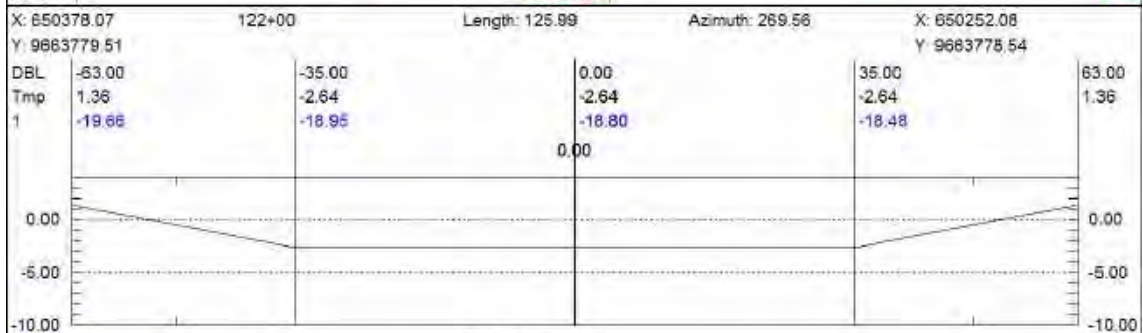 X: 650378.07 122+00 Length: 125.99 Azimuth: 269.56 X: 650252.08
Y: 9663779.51 Y: 9663778.54
DBL -63.00 -35.00 0.00 35.00 63.00
Tmp 1.36 -2.64 -2.64 -2.64 1.36
1 -19.66 -18.95 -18.80 -18.48
0.00
0.00 0.00
-5.00 -5.00
-10.00 -10.00